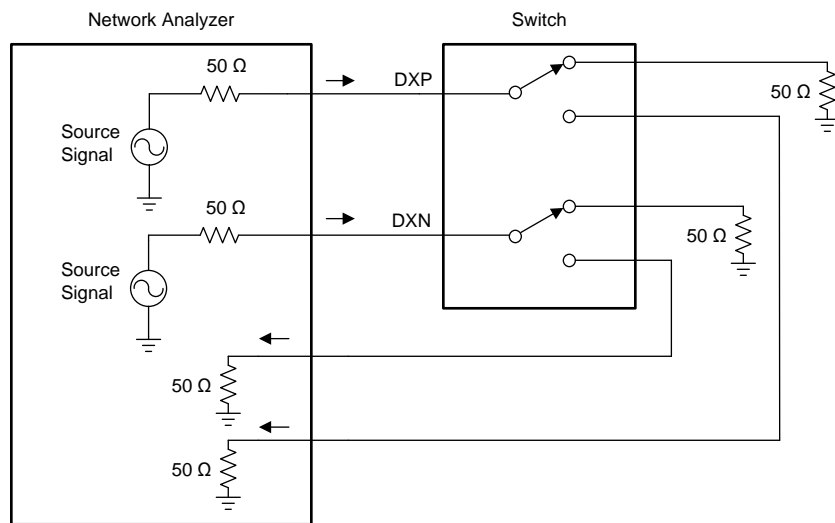 Network Analyzer
Switch
50 Ω
DXP
50 Ω
Source
Signal
50 Ω
DXN
50 Ω
Source
Signal
50 Ω
50 Ω